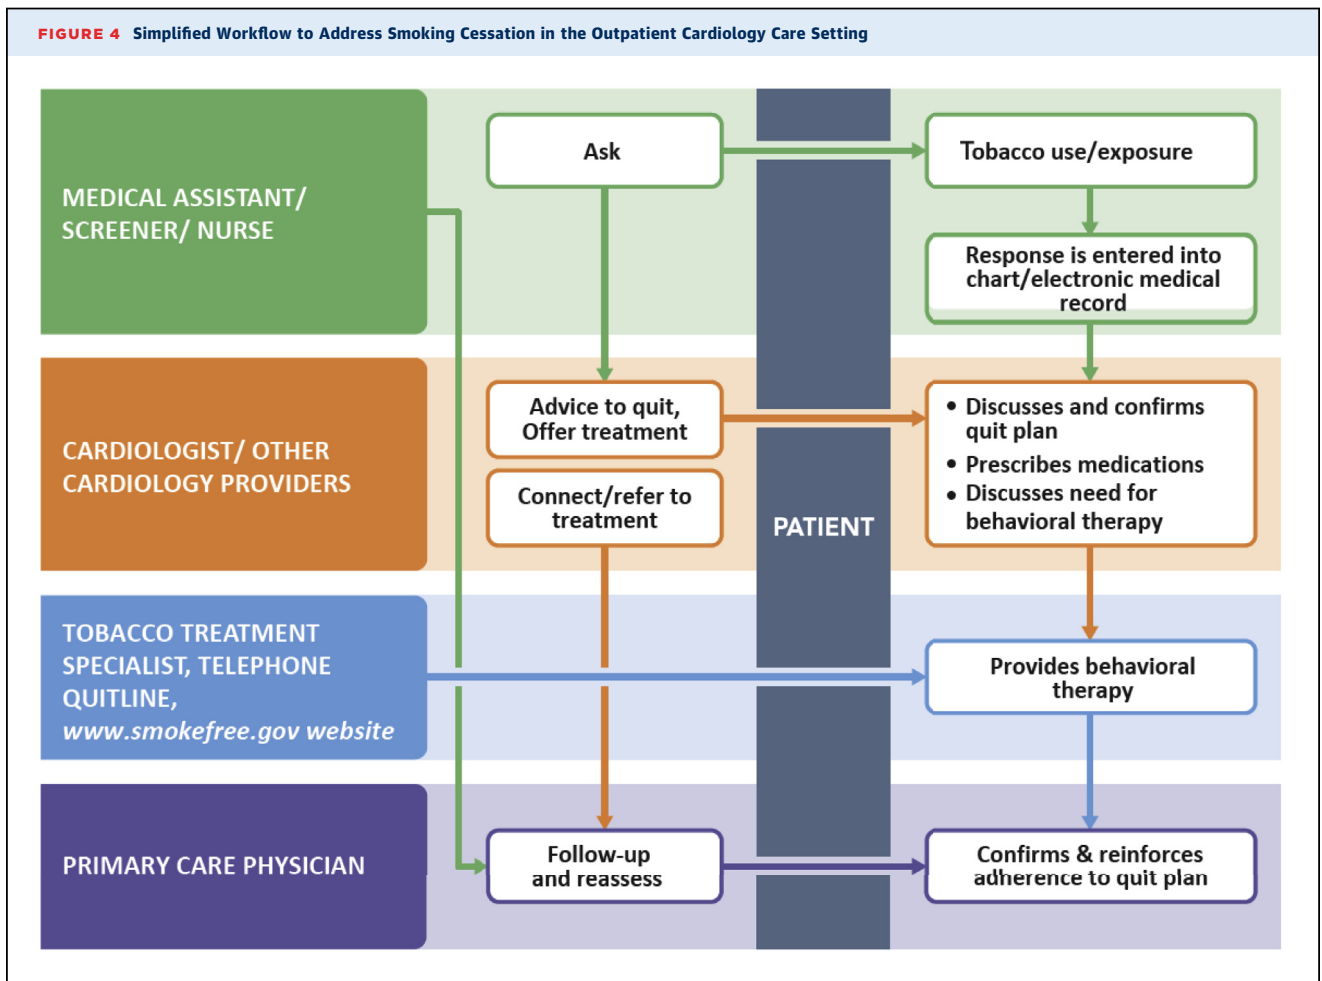 FIGURE 4 Simplified Workflow to Address Smoking Cessation in the Outpatient Cardiology Care Setting
MEDICAL ASSISTANT/
SCREENER/ NURSE
Ask
Tobacco use/exposure
Response is entered into
chart/electronic medical
record
CARDIOLOGIST/ OTHER
CARDIOLOGY PROVIDERS
Advice to quit,
Offer treatment
Connect/refer to
treatment
PATIENT
• Discusses and confirms
quit plan
• Prescribes medications
• Discusses need for
behavioral therapy
TOBACCO TREATMENT
SPECIALIST, TELEPHONE
QUITLINE,
www.smokefree.gov website
Provides behavioral
therapy
PRIMARY CARE PHYSICIAN
Follow-up
and reassess
Confirms & reinforces
adherence to quit plan